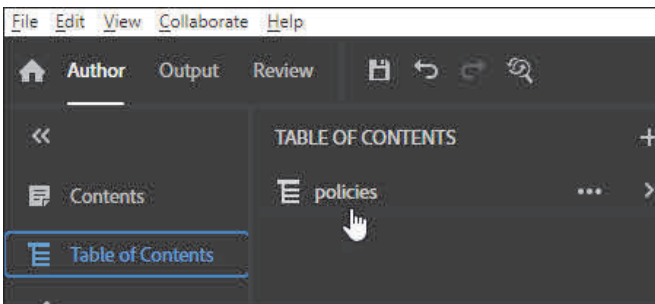 File Edit View Collaborate Help
Author Output Review
TABLE OF CONTENTS
Contents
policies
Table of Contents